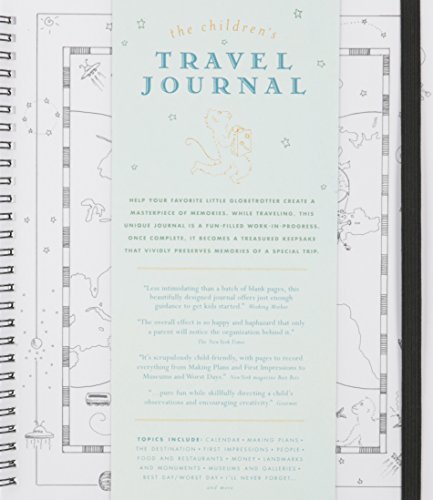 the children's
TRAVEL
JOURNAL
HELP YOUR FAVORITE LITTLE GLOBETROTTER CREATE A
MASTERPIECE OF MEMORIES. WHILE TRAVELING, THIS
UNIQUE JOURNAL IS A FUN-FILLED WORK-IN-PROGRESS.
ONCE COMPLETE, IT BECOMES A TREASURED KEEPSAKE
THAT VIVIDLY PRESERVES MEMORIES OF A SPECIAL TRIP.
"Less intimidating than a batch of blank pages, this
beautifully designed journal offers just enough
guidance to get kids started." Working Mother
"The overall effect is so happy and haphazard that only
a parent will notice the organization behind it."
The New York Times
"It's scrupulously child-friendly, with pages to record
everything from Making Plans and First Impressions to
Museums and Worst Days." New York magazine Best Bets
...pure fun while skillfully directing a child's
observations and encouraging creativity". Gourmet
TOPICS INCLUDE: CALENDAR • MAKING PLANS •
THE DESTINATION • FIRST IMPRESSIONS • PEOPLE •
FOOD AND RESTAURANTS • MONEY • LANDMARKS
AND MONUMENTS • MUSEUMS AND GALLERIES •
BEST DAY/WORST DAY • I'LL NEVER FORGET...
and more